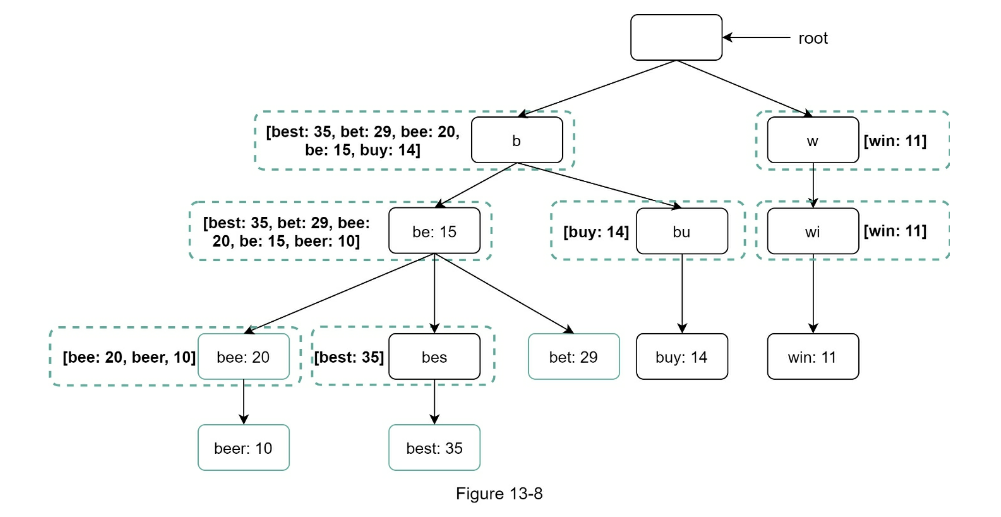 root
[best: 35, bet: 29, bee: 20,
be: 15, buy: 14]
b
w
[win: 11]
[best: 35, bet: 29, bee:
20, be: 15, beer: 10]
be: 15
[buy: 14]
bu
wi
[win: 11]
[bee: 20, beer, 10]
bee: 20
[best: 35]
bes
bet: 29
buy: 14
win: 11
beer: 10
best: 35
Figure 13-8